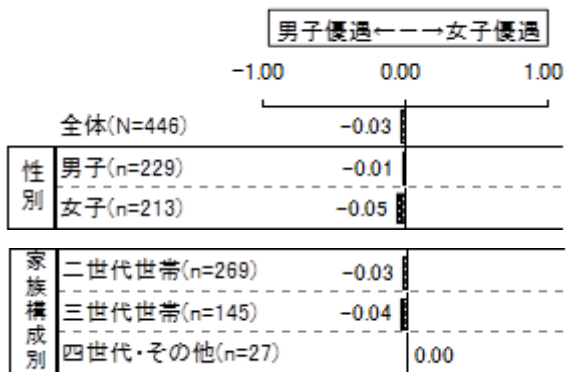 男子優遇←－－→女子優遇
-1.00 0.00 1.00
全体(N=446) -0.03
性別
男子(n=229) -0.01
女子(n=213) -0.05
家族構成別
二世代世帯(n=269) -0.03
三世代世帯(n=145) -0.04
四世代・その他(n=27) 0.00